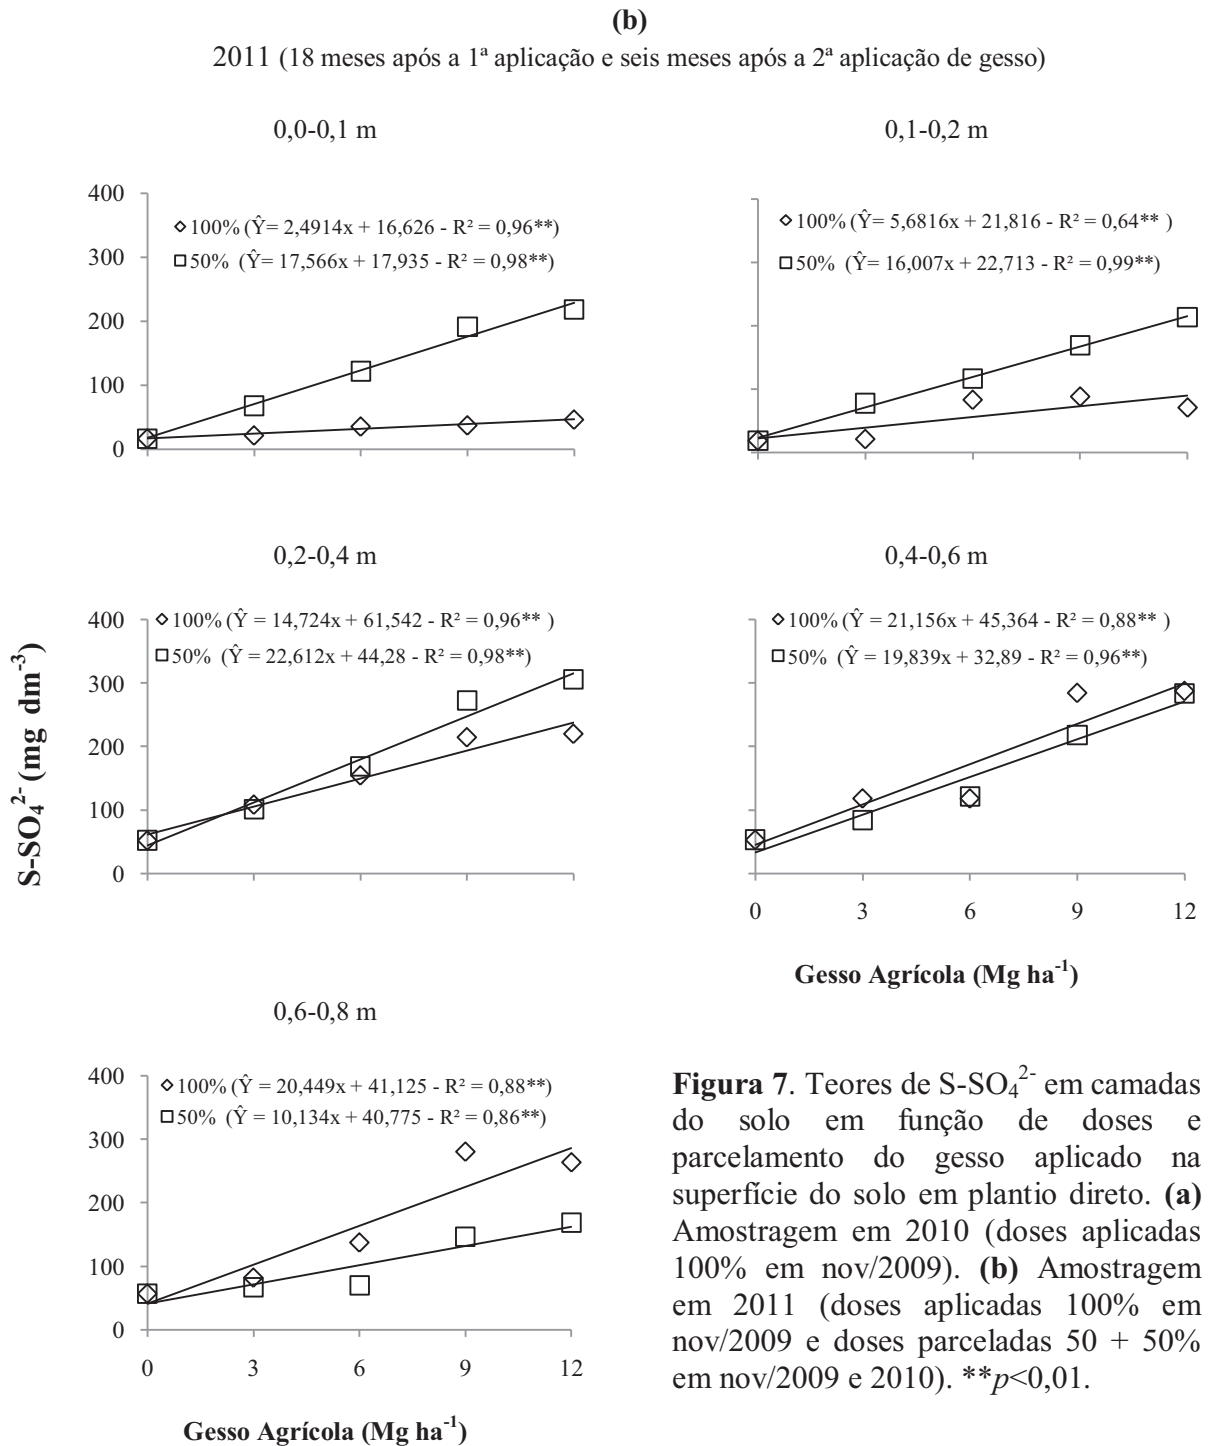 (b)
2011 (18 meses após a 1ª aplicação e seis meses após a 2ª aplicação de gesso)
0,0-0,1 m
400
300
200
100
0
◇ 100% (Ŷ= 2,4914x + 16,626 - R² = 0,96**)
□ 50% (Ŷ= 17,566x + 17,935 - R² = 0,98**)
0,1-0,2 m
◇ 100% (Ŷ= 5,6816x + 21,816 - R² = 0,64** )
□ 50% (Ŷ= 16,007x + 22,713 - R² = 0,99**)
S-SO₄²⁻ (mg dm⁻³)
0,2-0,4 m
400
300
200
100
0
◇ 100% (Ŷ = 14,724x + 61,542 - R² = 0,96** )
□ 50% (Ŷ = 22,612x + 44,28 - R² = 0,98**)
0,4-0,6 m
◇ 100% (Ŷ = 21,156x + 45,364 - R² = 0,88** )
□ 50% (Ŷ = 19,839x + 32,89 - R² = 0,96**)
0 3 6 9 12
Gesso Agrícola (Mg ha⁻¹)
0,6-0,8 m
400
300
200
100
0
◇ 100% (Ŷ = 20,449x + 41,125 - R² = 0,88**)
□ 50% (Ŷ = 10,134x + 40,775 - R² = 0,86**)
0 3 6 9 12
Gesso Agrícola (Mg ha⁻¹)
Figura 7. Teores de S-SO₄²⁻ em camadas
do solo em função de doses e
parcelamento do gesso aplicado na
superfície do solo em plantio direto. (a)
Amostragem em 2010 (doses aplicadas
100% em nov/2009). (b) Amostragem
em 2011 (doses aplicadas 100% em
nov/2009 e doses parceladas 50 + 50%
em nov/2009 e 2010). **p<0,01.